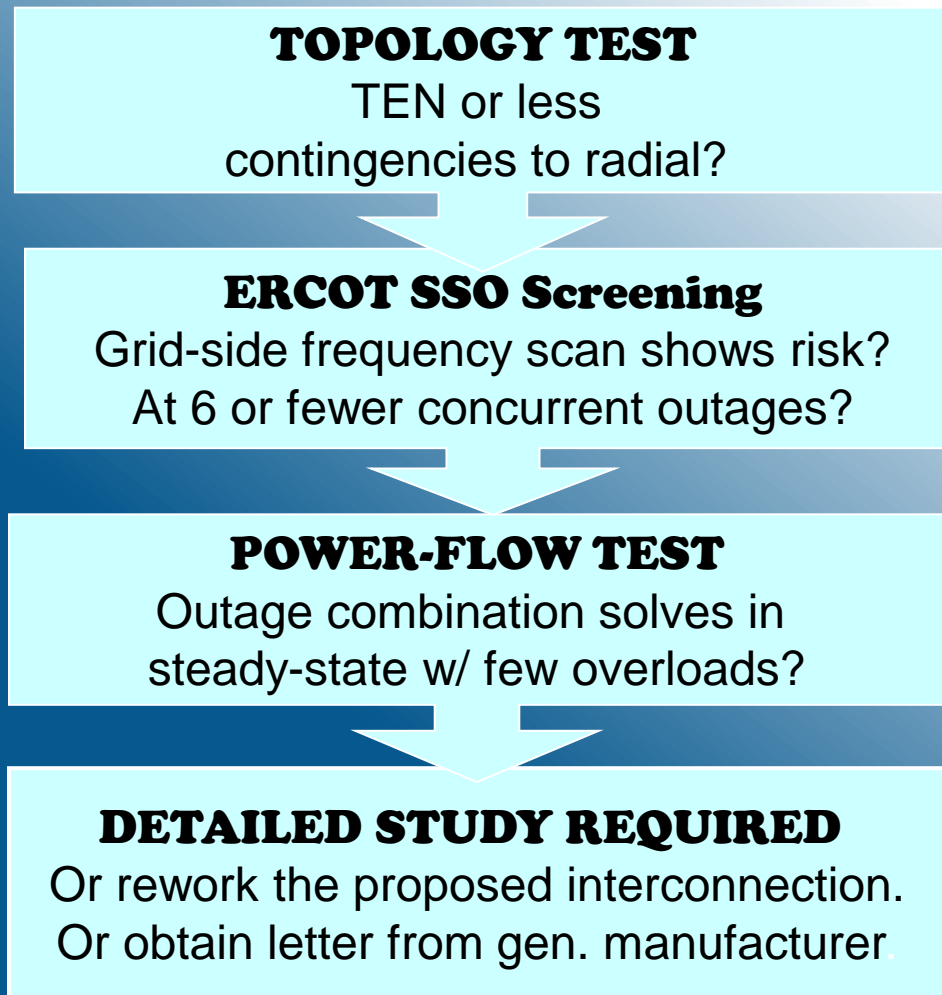 TOPOLOGY TEST
TEN or less
contingencies to radial?
ERCOT SSO Screening
Grid-side frequency scan shows risk?
At 6 or fewer concurrent outages?
POWER-FLOW TEST
Outage combination solves in
steady-state w/ few overloads?
DETAILED STUDY REQUIRED
Or rework the proposed interconnection.
Or obtain letter from gen. manufacturer.